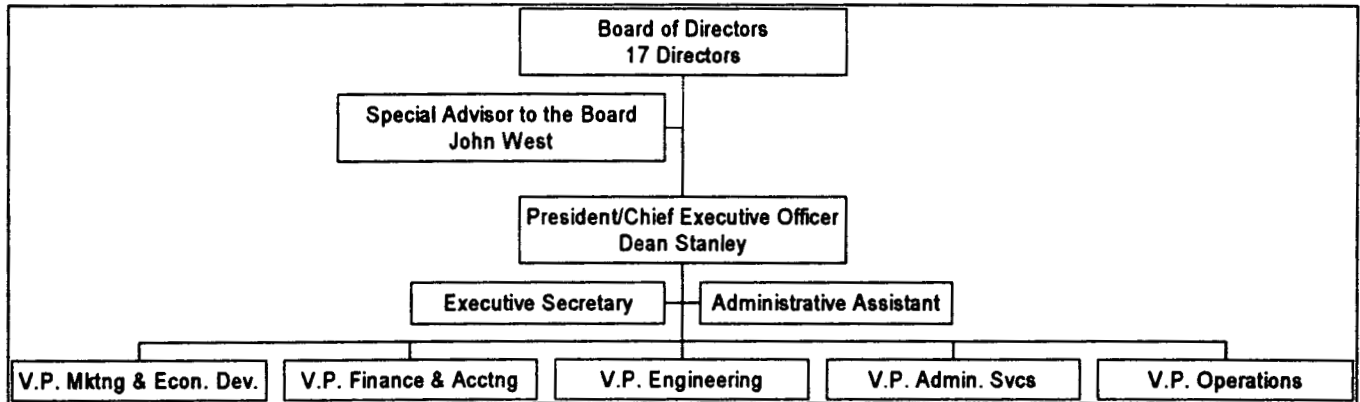 Board of Directors
17 Directors
Special Advisor to the Board
John West
President/Chief Executive Officer
Dean Stanley
Executive Secretary
Administrative Assistant
V.P. Mktng & Econ. Dev.
V.P. Finance & Acctng
V.P. Engineering
V.P. Admin. Svcs
V.P. Operations